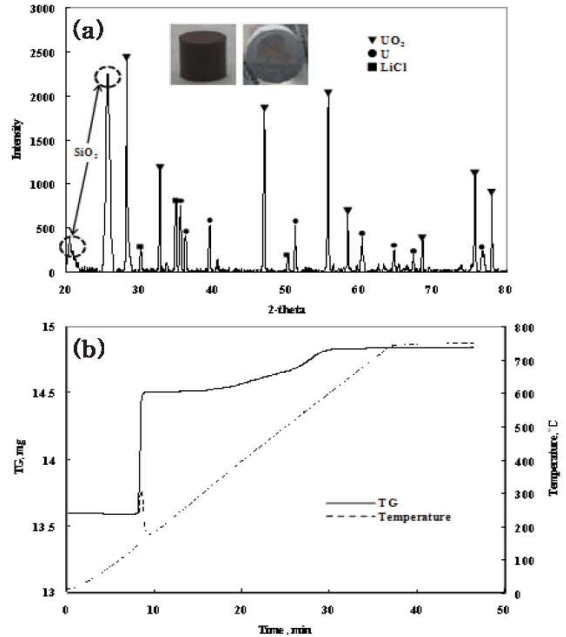 (a)
3000
2500
2000
1500
1000
500
0
Intensity
SiO₂
▼ UO₂
● U
■ LiCl
20 30 40 50 60 70 80
2-theta
(b)
15
14.5
14
13.5
13
TG, mg
800
700
600
500
400
300
200
100
0
Temperature, °C
TG
Temperature
0 10 20 30 40 50
Time, min